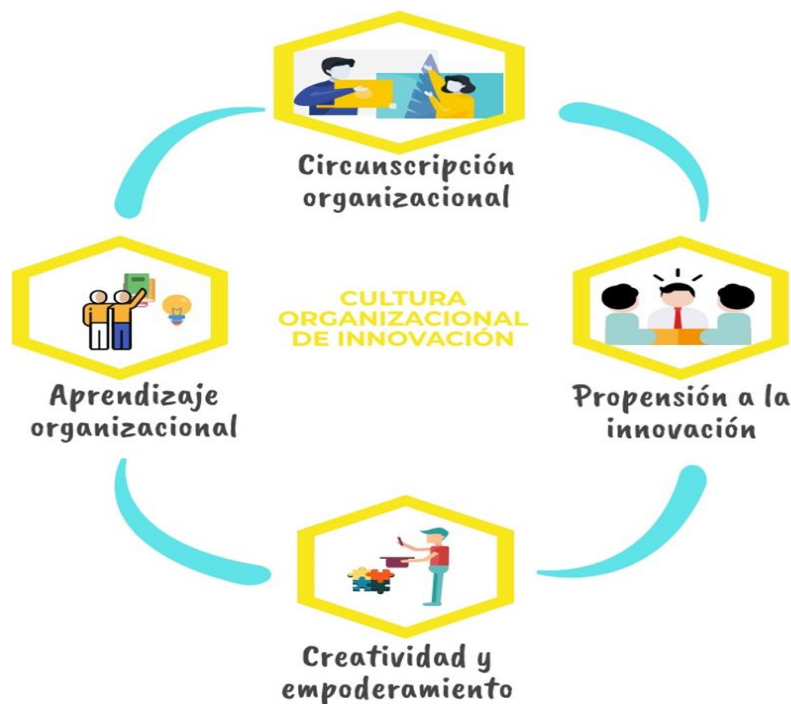 Circunscripción
organizacional
CULTURA
ORGANIZACIONAL
DE INNOVACIÓN
Aprendizaje
organizacional
Propensión a la
innovación
Creatividad y
empoderamiento